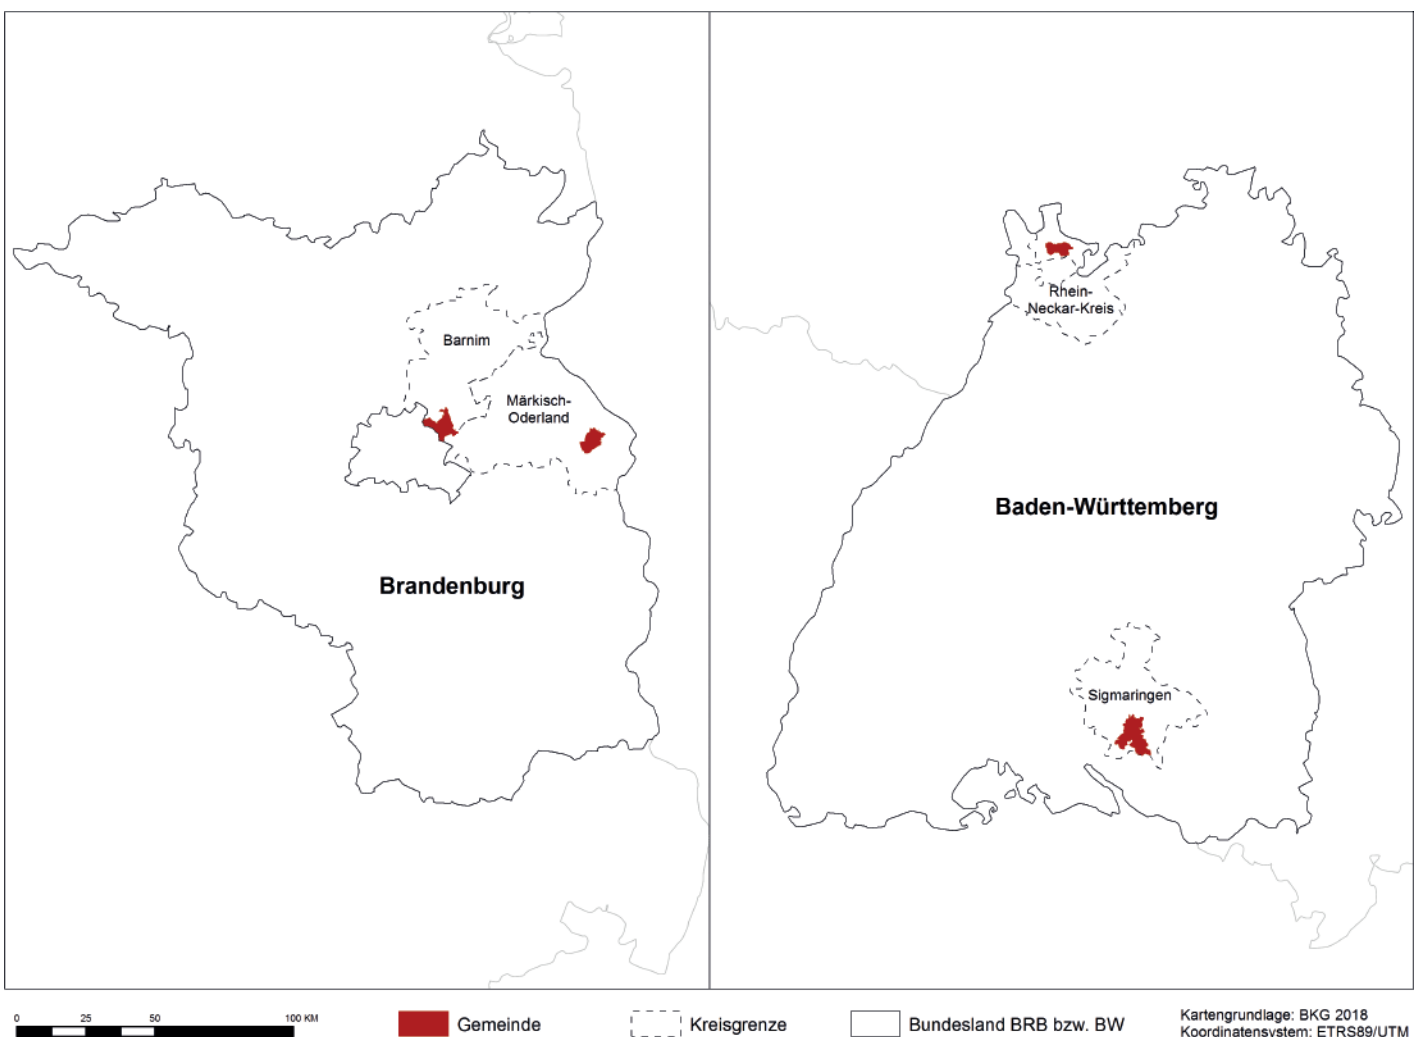 Barnim
Märkisch-
Oderland
Brandenburg
Rhein-
Neckar-Kreis
Baden-Württemberg
Sigmaringen
0 25 50 100 KM
Gemeinde
Kreisgrenze
Bundesland BRB bzw. BW
Kartengrundlage: BKG 2018
Koordinatensystem: ETRS89/UTM